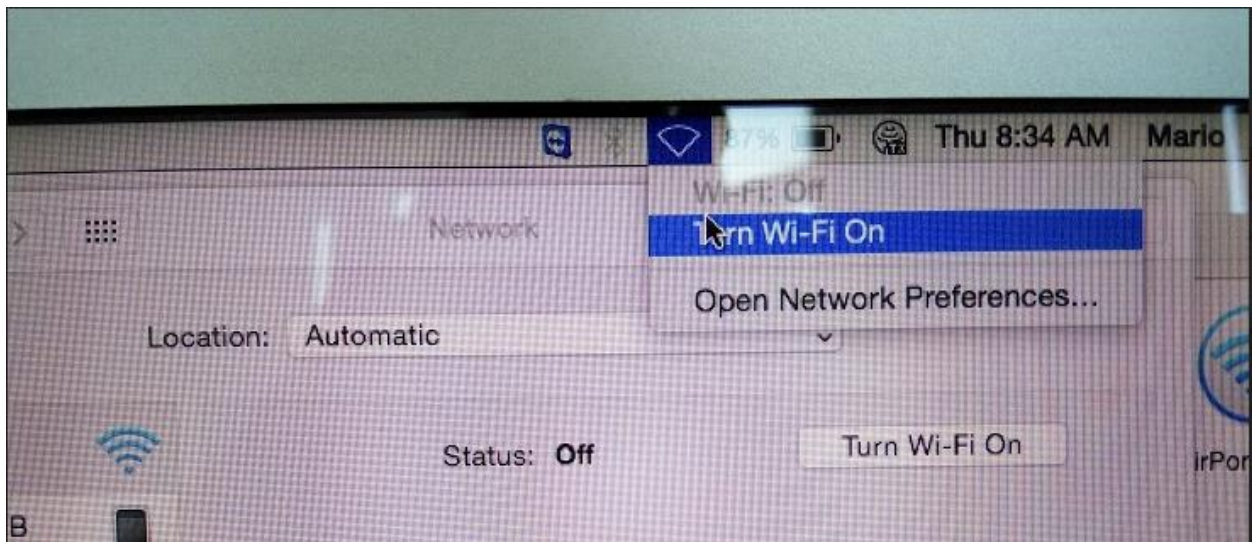 87% Thu 8:34 AM Mario
Wi-Fi: Off
Network
Turn Wi-Fi On
Open Network Preferences...
Location: Automatic
Status: Off Turn Wi-Fi On
irPor
B